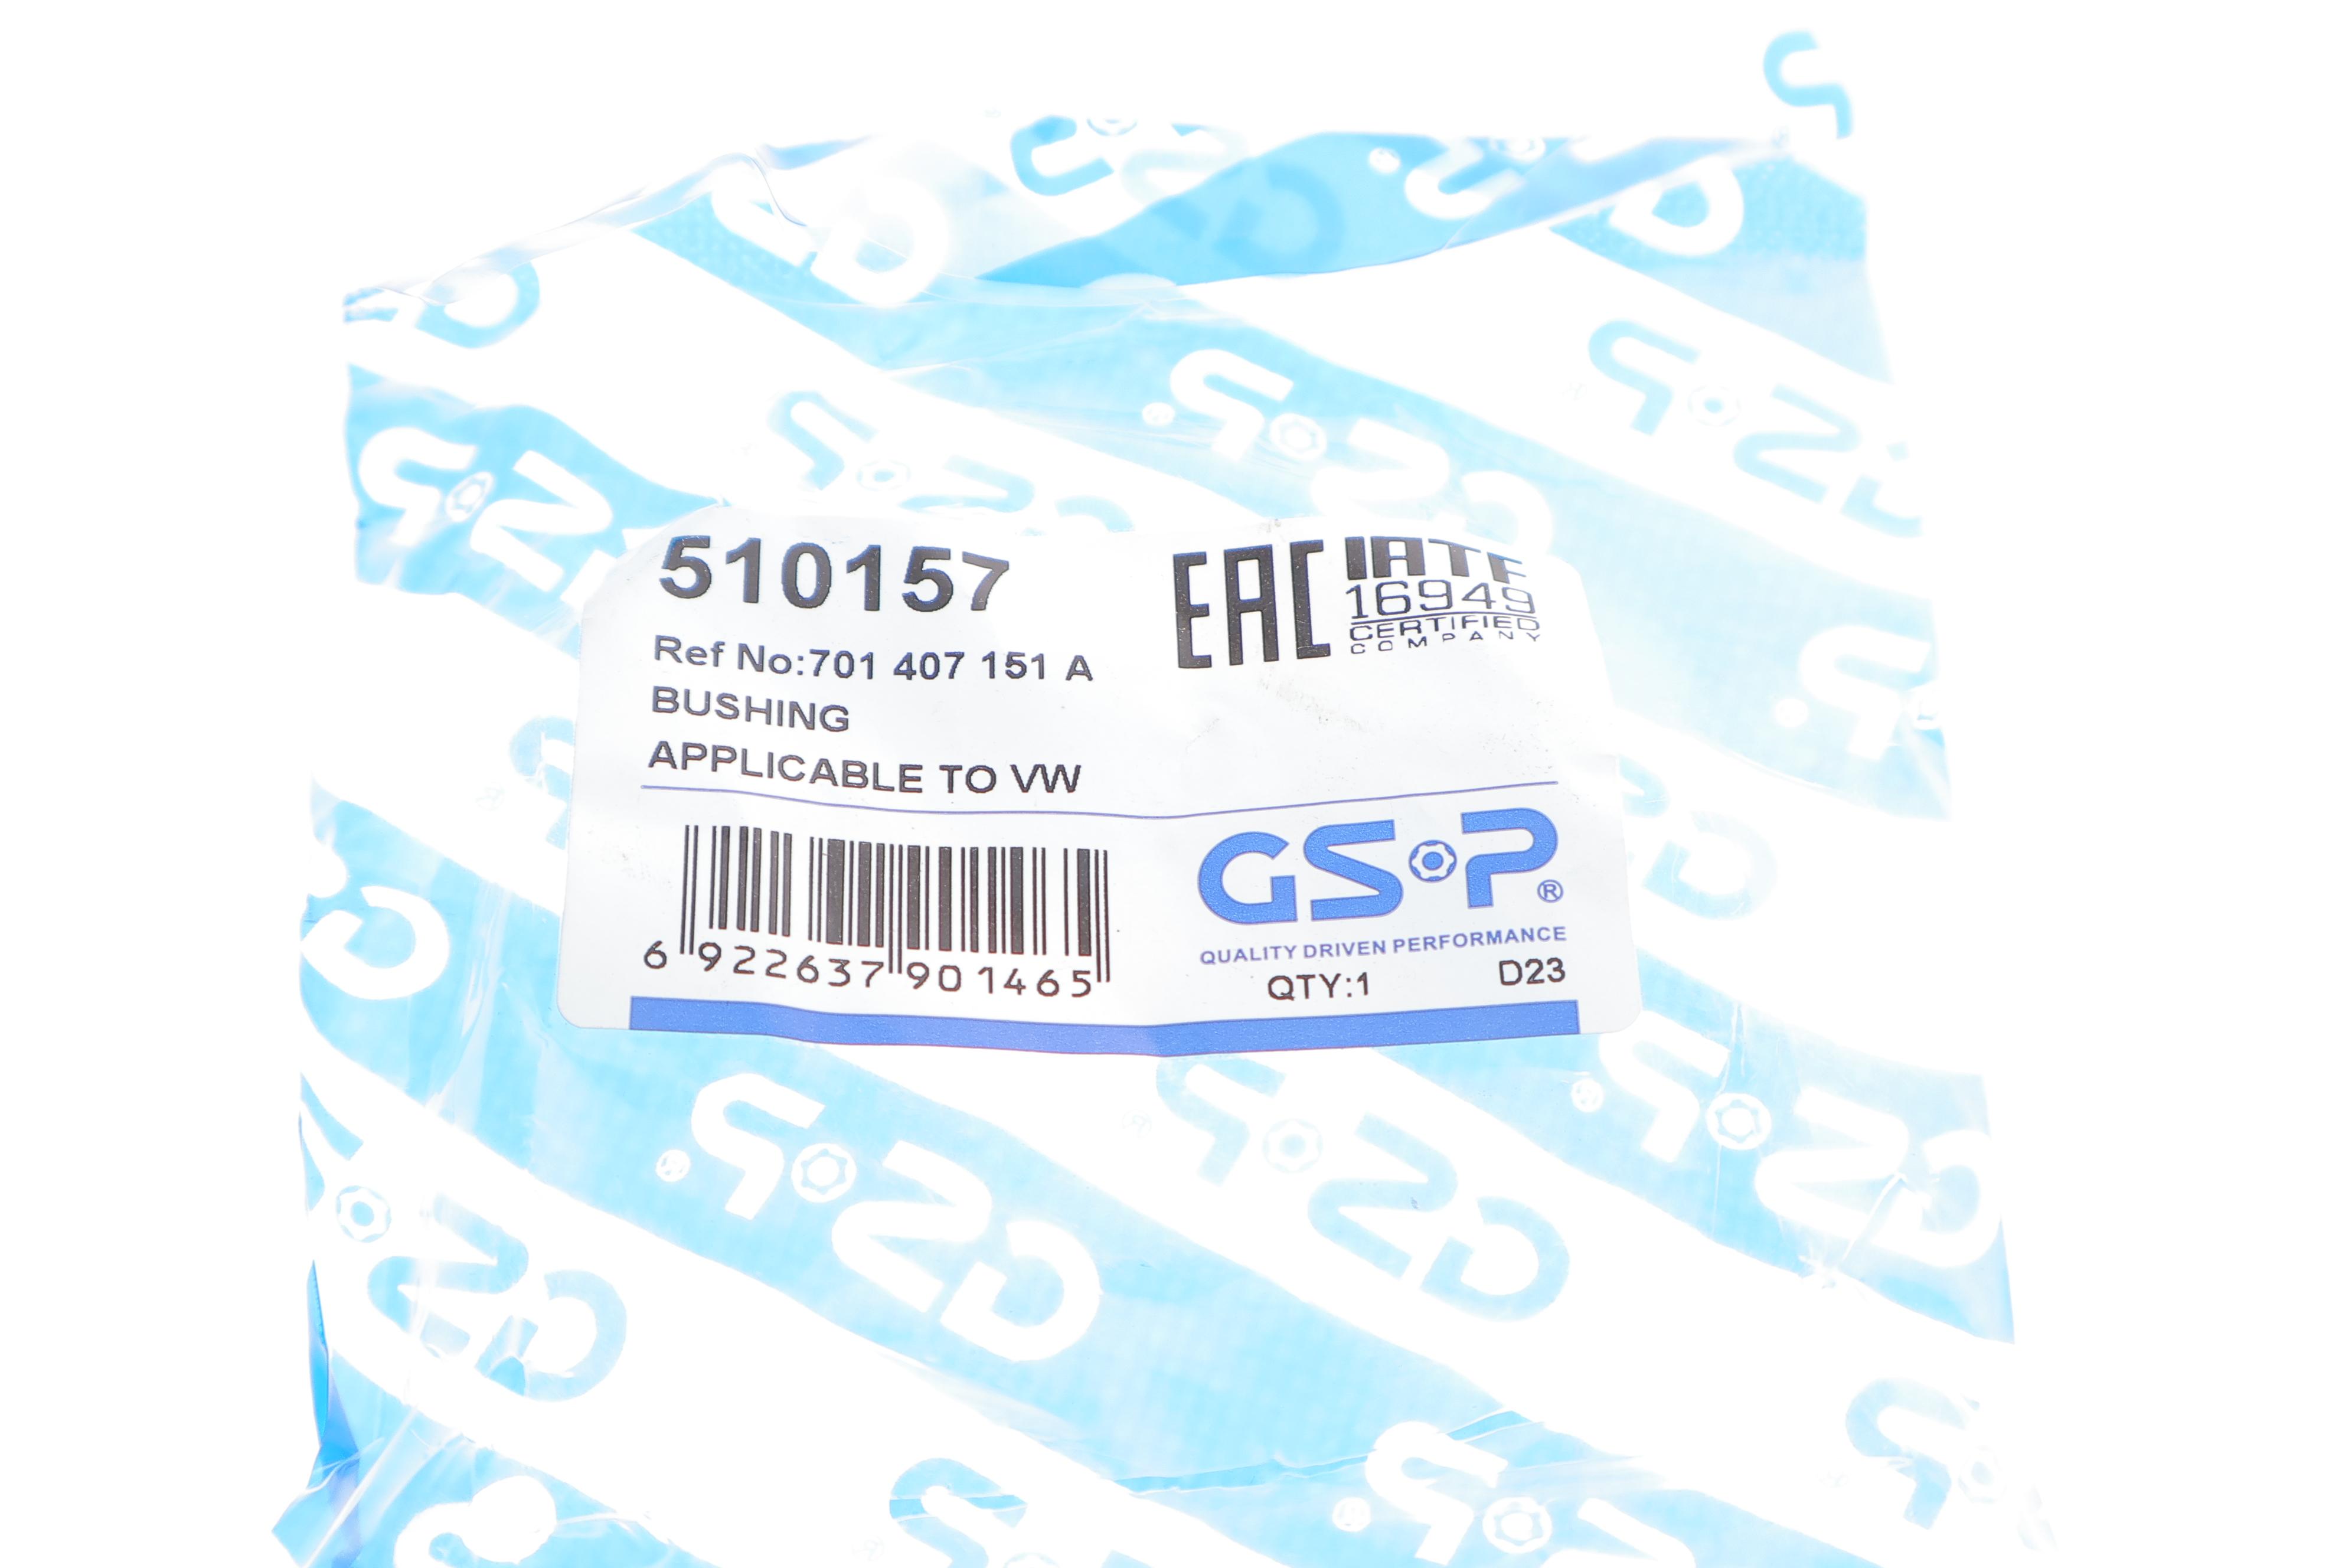 510157
EAC
IATF
16949
CERTIFIED
COMPANY
Ref No:701 407 151 A
BUSHING
APPLICABLE TO VW
GSP®
QUALITY DRIVEN PERFORMANCE
6 922637 901465
QTY:1 D23